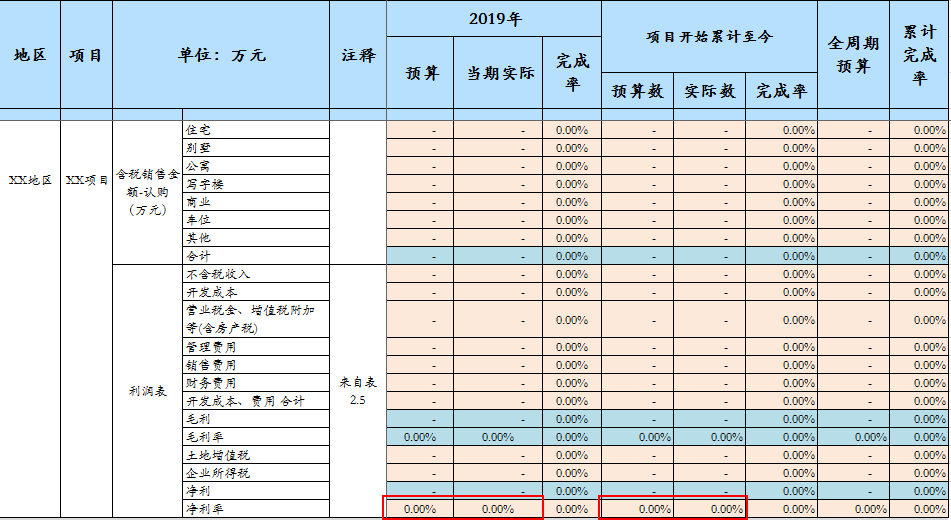 地区 项目 单位：万元 注释 2019年 项目开始累计至今 全周期预算 累计完成率
预算 当期实际 完成率 预算数 实际数 完成率
XX地区 XX项目 含税销售金额-认购（万元）
住宅 - - 0.00% - - 0.00% - 0.00%
别墅 - - 0.00% - - 0.00% - 0.00%
公寓 - - 0.00% - - 0.00% - 0.00%
写字楼 - - 0.00% - - 0.00% - 0.00%
商业 - - 0.00% - - 0.00% - 0.00%
车位 - - 0.00% - - 0.00% - 0.00%
其他 - - 0.00% - - 0.00% - 0.00%
合计 - - 0.00% - - 0.00% - 0.00%
利润表 来自表2.5
不含税收入 - - 0.00% - - 0.00% - 0.00%
开发成本 - - 0.00% - - 0.00% - 0.00%
营业税金、增值税附加等(含房产税) - - 0.00% - - 0.00% - 0.00%
管理费用 - - 0.00% - - 0.00% - 0.00%
销售费用 - - 0.00% - - 0.00% - 0.00%
财务费用 - - 0.00% - - 0.00% - 0.00%
开发成本、费用 合计 - - 0.00% - - 0.00% - 0.00%
毛利 - - 0.00% - - 0.00% - 0.00%
毛利率 0.00% 0.00% 0.00% 0.00% 0.00% 0.00% 0.00% 0.00%
土地增值税 - - 0.00% - - 0.00% - 0.00%
企业所得税 - - 0.00% - - 0.00% - 0.00%
净利 - - 0.00% - - 0.00% - 0.00%
净利率 0.00% 0.00% 0.00% 0.00% 0.00% 0.00% 0.00% 0.00%